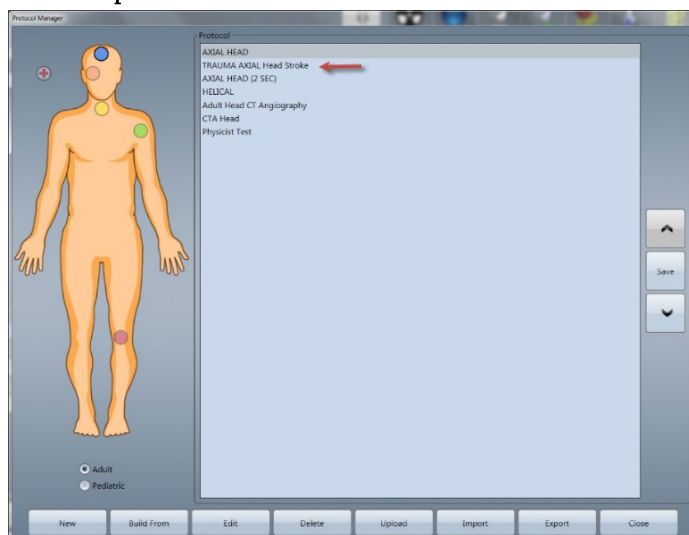 Protocol Manager
Protocol
AXIAL HEAD
TRAUMA AXIAL Head Stroke
AXIAL HEAD (2 SEC)
HELICAL
Adult Head CT Angiography
CTA Head
Physicist Test
Save
Adult
Pediatric
New
Build From
Edit
Delete
Upload
Import
Export
Close